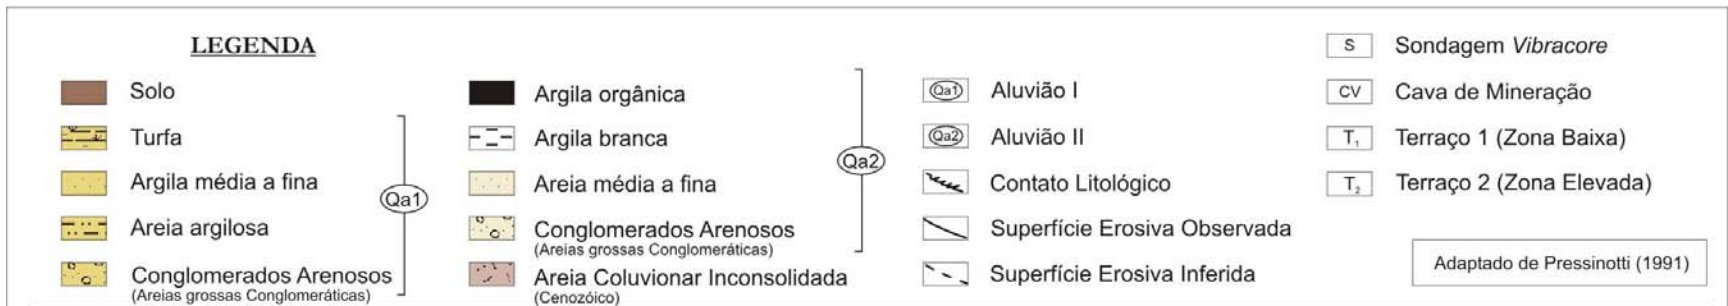 LEGENDA
Solo
Turfa
Argila média a fina
Areia argilosa
Conglomerados Arenosos
(Areias grossas Conglomeráticas)
Qa1
Argila orgânica
Argila branca
Areia média a fina
Conglomerados Arenosos
(Areias grossas Conglomeráticas)
Areia Coluvionar Inconsolidada
(Cenozóico)
Qa2
Qa1 Aluvião I
Qa2 Aluvião II
Contato Litológico
Superfície Erosiva Observada
Superfície Erosiva Inferida
S Sondagem Vibracore
CV Cava de Mineração
T1 Terraço 1 (Zona Baixa)
T2 Terraço 2 (Zona Elevada)
Adaptado de Pressinotti (1991)